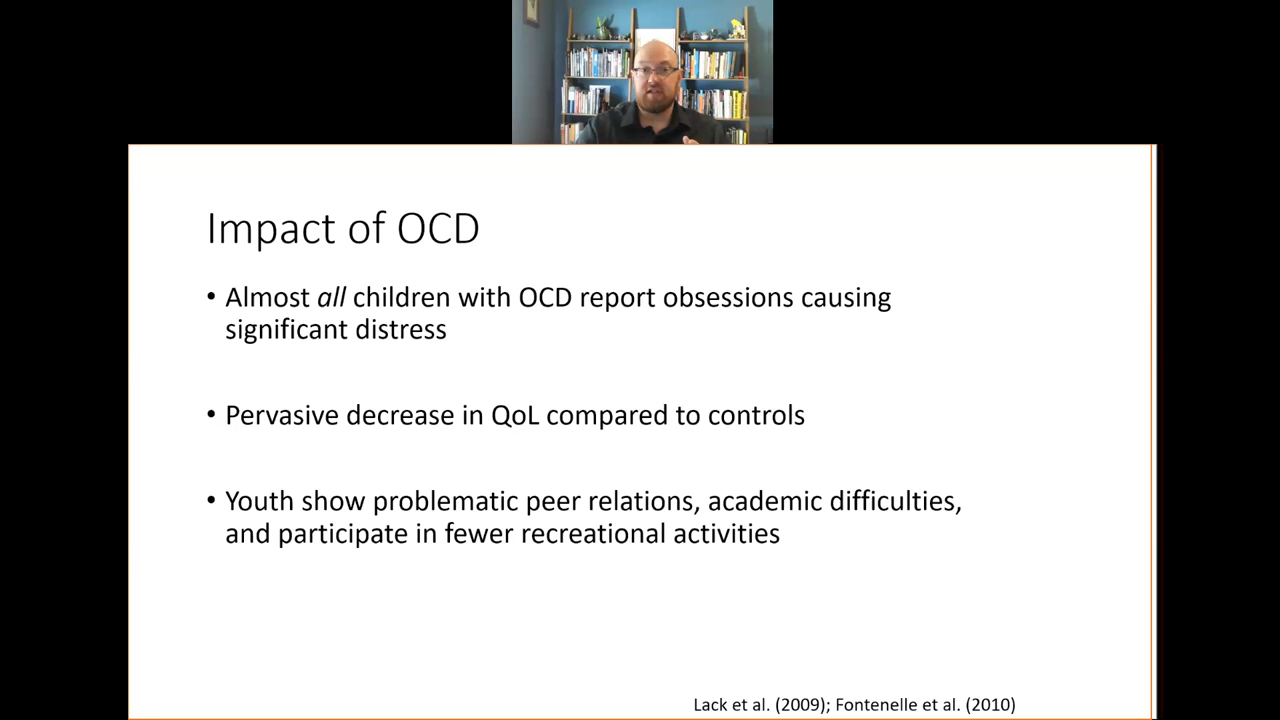 Impact of OCD
• Almost all children with OCD report obsessions causing
significant distress
• Pervasive decrease in QoL compared to controls
• Youth show problematic peer relations, academic difficulties,
and participate in fewer recreational activities
Lack et al. (2009); Fontenelle et al. (2010)